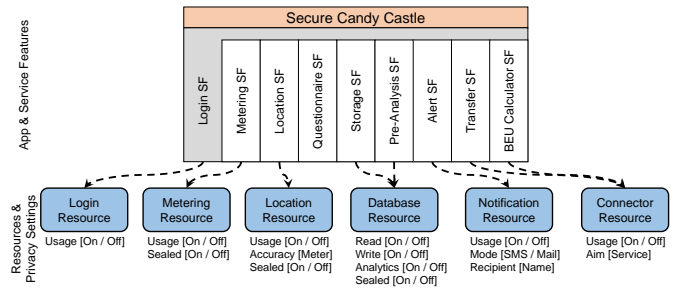 Secure Candy Castle
App & Service Features
Login SF
Metering SF
Location SF
Questionnaire SF
Storage SF
Pre-Analysis SF
Alert SF
Transfer SF
BEU Calculator SF
Resources &
Privacy Settings
Login
Resource
Usage [On / Off]
Metering
Resource
Usage [On / Off]
Sealed [On / Off]
Location
Resource
Usage [On / Off]
Accuracy [Meter]
Sealed [On / Off]
Database
Resource
Read [On / Off]
Write [On / Off]
Analytics [On / Off]
Sealed [On / Off]
Notification
Resource
Usage [On / Off]
Mode [SMS / Mail]
Recipient [Name]
Connector
Resource
Usage [On / Off]
Aim [Service]